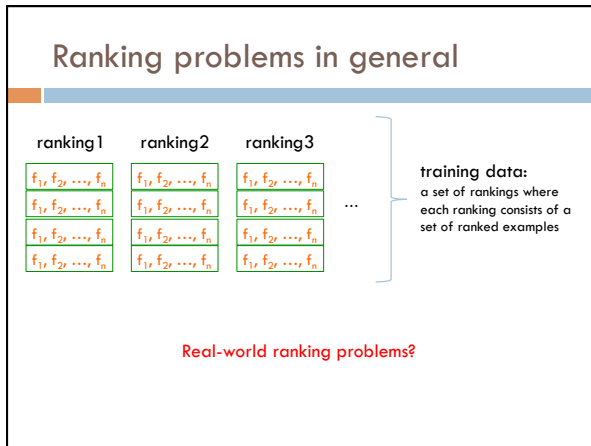 Ranking problems in general
ranking1 ranking2 ranking3
f₁, f₂, …, fₙ f₁, f₂, …, fₙ f₁, f₂, …, fₙ
f₁, f₂, …, fₙ f₁, f₂, …, fₙ f₁, f₂, …, fₙ
f₁, f₂, …, fₙ f₁, f₂, …, fₙ f₁, f₂, …, fₙ
f₁, f₂, …, fₙ f₁, f₂, …, fₙ f₁, f₂, …, fₙ
…
training data:
a set of rankings where
each ranking consists of a
set of ranked examples
Real-world ranking problems?